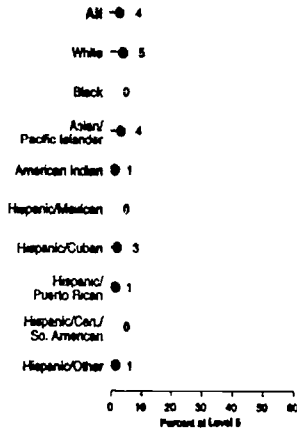 All 4
White 5
Black 0
Asian/
Pacific Islander 4
American Indian 1
Hispanic/Mexican 0
Hispanic/Cuban 3
Hispanic/
Puerto Rican 1
Hispanic/Cen./
So. American 0
Hispanic/Other 1
0 10 20 30 40 50 60
Percent at Level 5